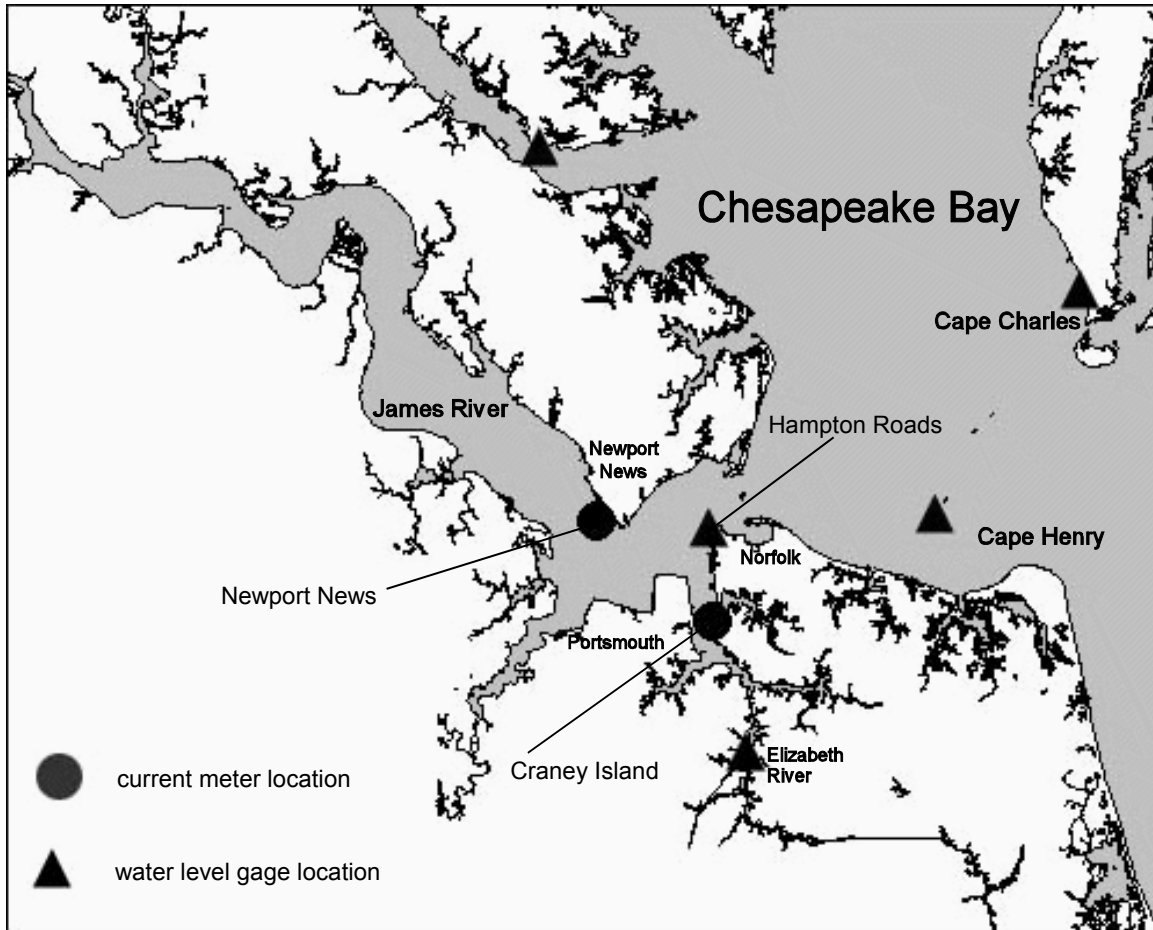 Chesapeake Bay
Cape Charles
James River
Hampton Roads
Newport
News
Cape Henry
Norfolk
Newport News
Portsmouth
Craney Island
Elizabeth
River
current meter location
water level gage location